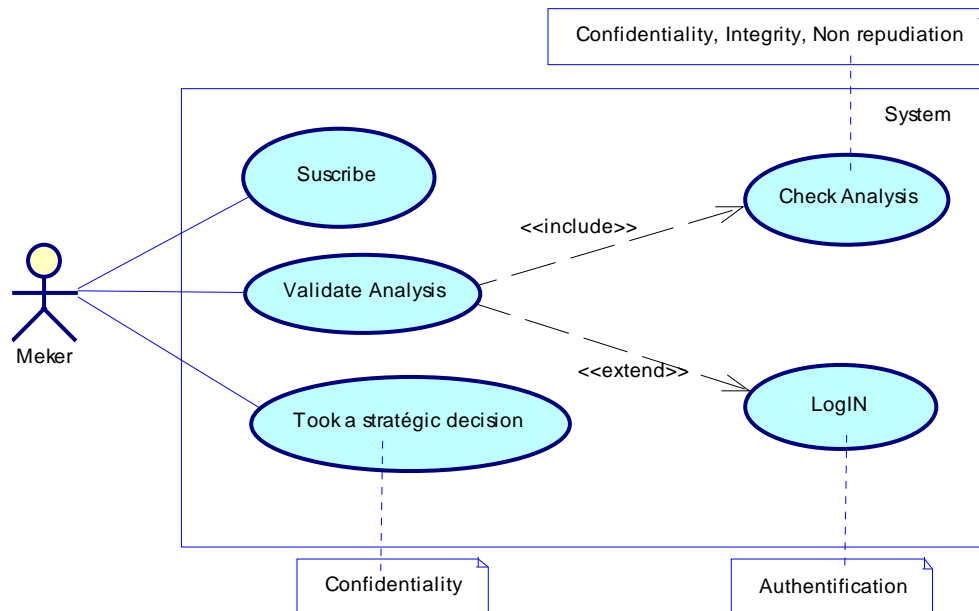 Confidentiality, Integrity, Non repudiation
System
Suscribe
Check Analysis
<<include>>
Validate Analysis
Meker
<<extend>>
Took a stratégic decision
LogIN
Confidentiality
Authentification